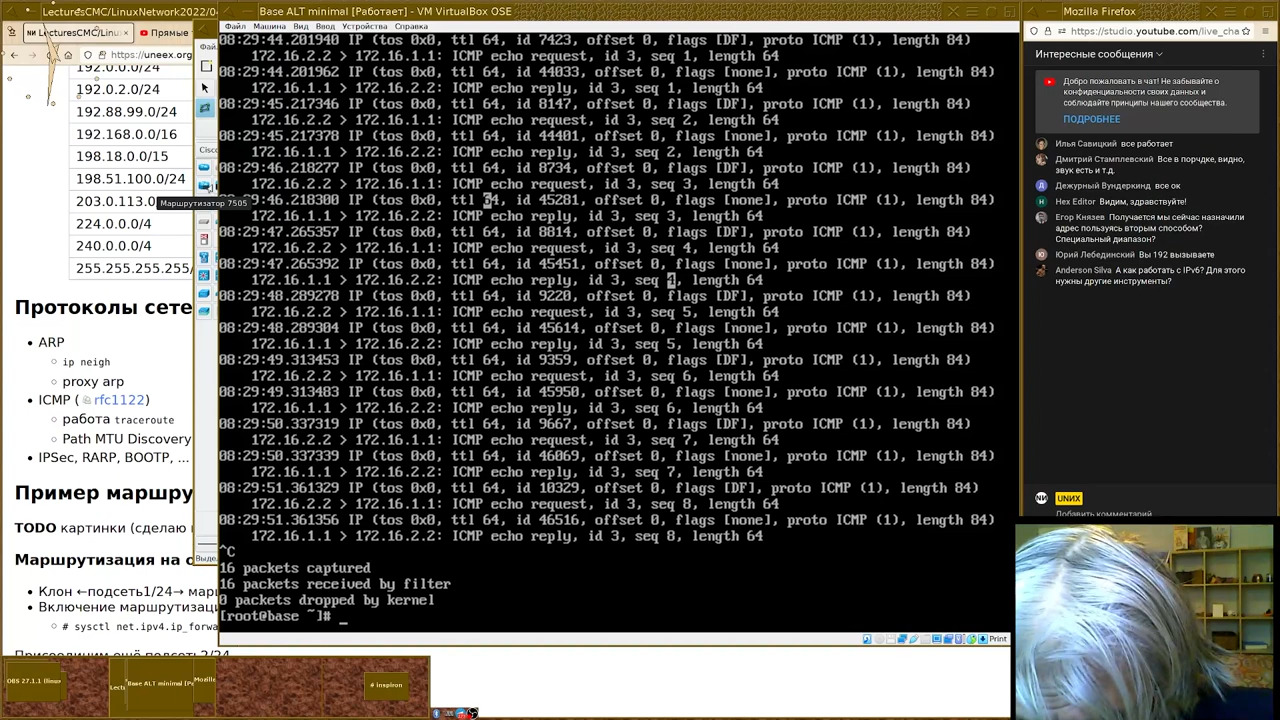 LecturesCMC/LinuxNetwork2022/0
Base ALT minimal [Работает] - VM VirtualBox OSE
Mozilla Firefox
LecturesCMC/Linux
Прямые
https://uneex.org
Файл Машина Вид Ввод Устройства Справка
https://studio.youtube.com/live_cha
192.0.0.0/24
192.0.2.0/24
192.88.99.0/24
192.168.0.0/16
198.18.0.0/15
198.51.100.0/24
203.0.113.0
224.0.0.0/4
240.0.0.0/4
255.255.255.255/
Протоколы сете
• ARP
ip neigh
proxy arp
• ICMP ( rfc1122)
работа traceroute
Path MTU Discovery
• IPSec, RARP, BOOTP, ...
Пример маршру
TODO картинки (сделаю
Маршрутизация на
• Клон ←подсеть1/24→ мар
• Включение маршрутизаци
# sysctl net.ipv4.ip_forwa
Присоединим ещё подсеть2/24
Файл
Cisc
Маршрутизатор 7505
Выде
08:29:44.201940 IP (tos 0x0, ttl 64, id 7423, offset 0, flags [DF], proto ICMP (1), length 84)
172.16.2.2 > 172.16.1.1: ICMP echo request, id 3, seq 1, length 64
08:29:44.201962 IP (tos 0x0, ttl 64, id 44033, offset 0, flags [none], proto ICMP (1), length 84)
172.16.1.1 > 172.16.2.2: ICMP echo reply, id 3, seq 1, length 64
08:29:45.217346 IP (tos 0x0, ttl 64, id 8147, offset 0, flags [DF], proto ICMP (1), length 84)
172.16.2.2 > 172.16.1.1: ICMP echo request, id 3, seq 2, length 64
08:29:45.217378 IP (tos 0x0, ttl 64, id 44401, offset 0, flags [none], proto ICMP (1), length 84)
172.16.1.1 > 172.16.2.2: ICMP echo reply, id 3, seq 2, length 64
08:29:46.218277 IP (tos 0x0, ttl 64, id 8734, offset 0, flags [DF], proto ICMP (1), length 84)
172.16.2.2 > 172.16.1.1: ICMP echo request, id 3, seq 3, length 64
08:29:46.218300 IP (tos 0x0, ttl 64, id 45281, offset 0, flags [none], proto ICMP (1), length 84)
172.16.1.1 > 172.16.2.2: ICMP echo reply, id 3, seq 3, length 64
08:29:47.265357 IP (tos 0x0, ttl 64, id 8814, offset 0, flags [DF], proto ICMP (1), length 84)
172.16.2.2 > 172.16.1.1: ICMP echo request, id 3, seq 4, length 64
08:29:47.265392 IP (tos 0x0, ttl 64, id 45451, offset 0, flags [none], proto ICMP (1), length 84)
172.16.1.1 > 172.16.2.2: ICMP echo reply, id 3, seq 4, length 64
08:29:48.289278 IP (tos 0x0, ttl 64, id 9220, offset 0, flags [DF], proto ICMP (1), length 84)
172.16.2.2 > 172.16.1.1: ICMP echo request, id 3, seq 5, length 64
08:29:48.289304 IP (tos 0x0, ttl 64, id 45614, offset 0, flags [none], proto ICMP (1), length 84)
172.16.1.1 > 172.16.2.2: ICMP echo reply, id 3, seq 5, length 64
08:29:49.313453 IP (tos 0x0, ttl 64, id 9359, offset 0, flags [DF], proto ICMP (1), length 84)
172.16.2.2 > 172.16.1.1: ICMP echo request, id 3, seq 6, length 64
08:29:49.313483 IP (tos 0x0, ttl 64, id 45950, offset 0, flags [none], proto ICMP (1), length 84)
172.16.1.1 > 172.16.2.2: ICMP echo reply, id 3, seq 6, length 64
08:29:50.337319 IP (tos 0x0, ttl 64, id 9667, offset 0, flags [DF], proto ICMP (1), length 84)
172.16.2.2 > 172.16.1.1: ICMP echo request, id 3, seq 7, length 64
08:29:50.337339 IP (tos 0x0, ttl 64, id 46069, offset 0, flags [none], proto ICMP (1), length 84)
172.16.1.1 > 172.16.2.2: ICMP echo reply, id 3, seq 7, length 64
08:29:51.361329 IP (tos 0x0, ttl 64, id 10329, offset 0, flags [DF], proto ICMP (1), length 84)
172.16.2.2 > 172.16.1.1: ICMP echo request, id 3, seq 8, length 64
08:29:51.361356 IP (tos 0x0, ttl 64, id 46516, offset 0, flags [none], proto ICMP (1), length 84)
172.16.1.1 > 172.16.2.2: ICMP echo reply, id 3, seq 8, length 64
^C
16 packets captured
16 packets received by filter
0 packets dropped by kernel
[root@base ~]# _
Print
Интересные сообщения
Добро пожаловать в чат! Не забывайте о
конфиденциальности своих данных и
соблюдайте принципы нашего сообщества.
ПОДРОБНЕЕ
Илья Савицкий все работает
Дмитрий Стамплевский Все в порчдке, видно,
звук есть и т.д.
Дежурный Вундеркинд все ок
Hex Editor Видим, здравствуйте!
Егор Князев Получается мы сейчас назначили
адрес пользуясь вторым способом?
Специальный диапазон?
Юрий Лебединский Вы 192 вызываете
Anderson Silva А как работать с IPv6? Для этого
нужны другие инструменты?
UNИX
Добавить комментарий
OBS 27.1.1 (linux
Lectu
Base ALT minimal [Ра
Mozill
# inspiron